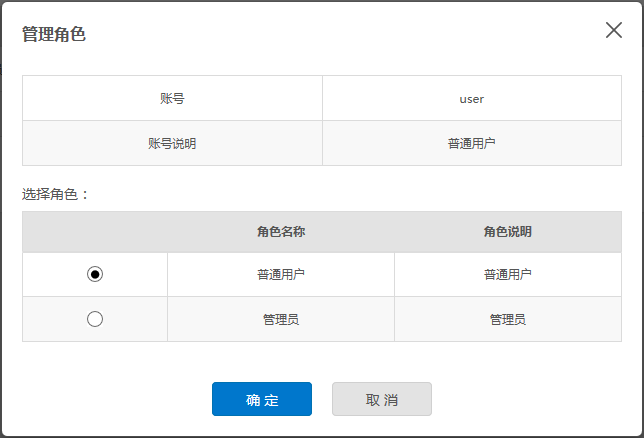 管理角色
账号 user
账号说明 普通用户
选择角色：
角色名称 角色说明
普通用户 普通用户
管理员 管理员
确 定 取 消